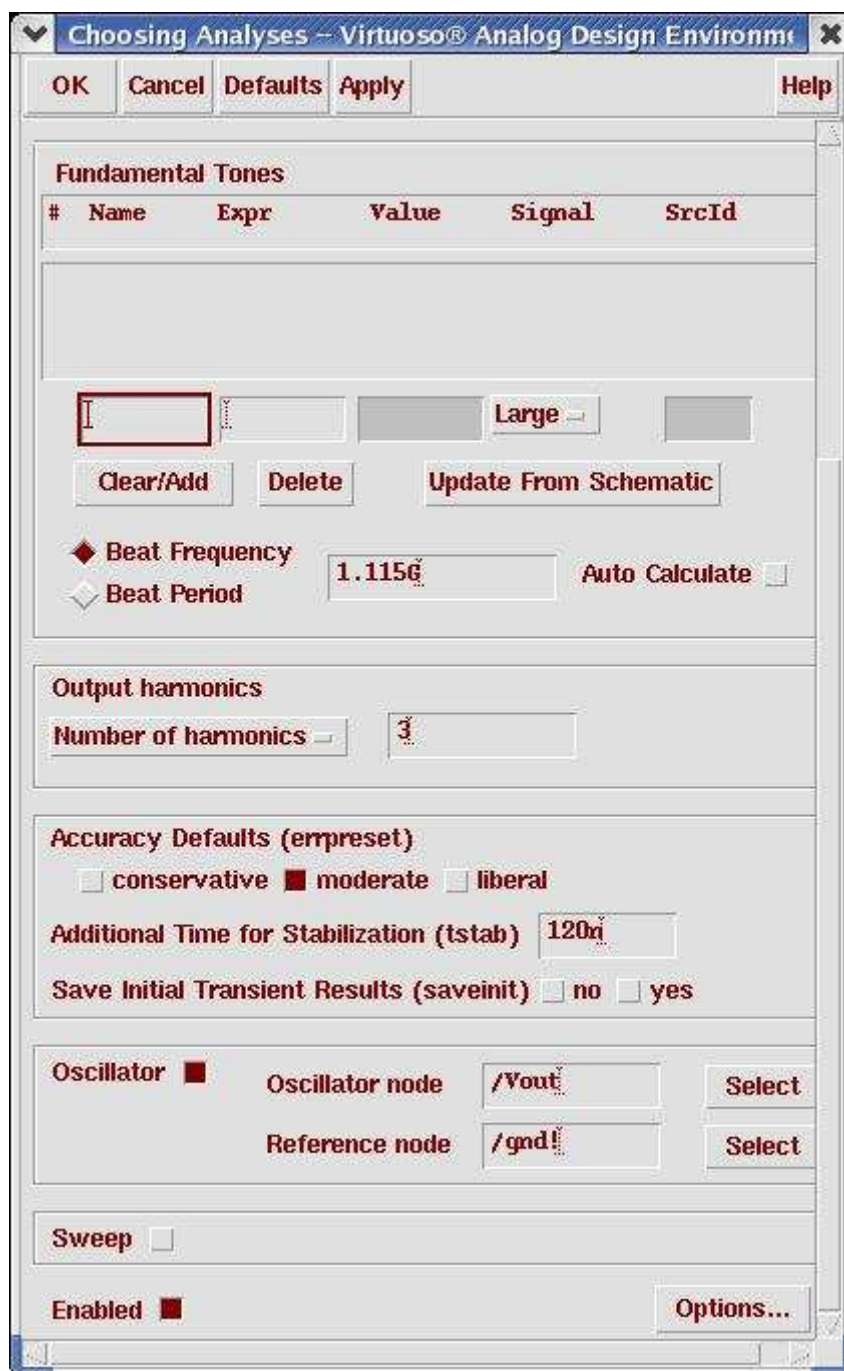 Choosing Analyses -- Virtuoso® Analog Design Environme
OK Cancel Defaults Apply Help
Fundamental Tones
# Name Expr Value Signal SrcId
Large
Clear/Add Delete Update From Schematic
Beat Frequency
1.115G Auto Calculate
Beat Period
Output harmonics
Number of harmonics 3
Accuracy Defaults (errpreset)
conservative moderate liberal
Additional Time for Stabilization (tstab) 120n
Save Initial Transient Results (saveinit) no yes
Oscillator Oscillator node /Vout Select
Reference node /gnd! Select
Sweep
Enabled Options...